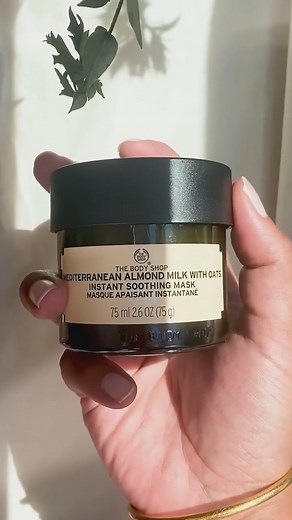 THE BODY SHOP
MEDITERRANEAN ALMOND MILK WITH OATS
INSTANT SOOTHING MASK
MASQUE APAISANT INSTANTANÉ
75 ml 2.6 OZ (75 g)